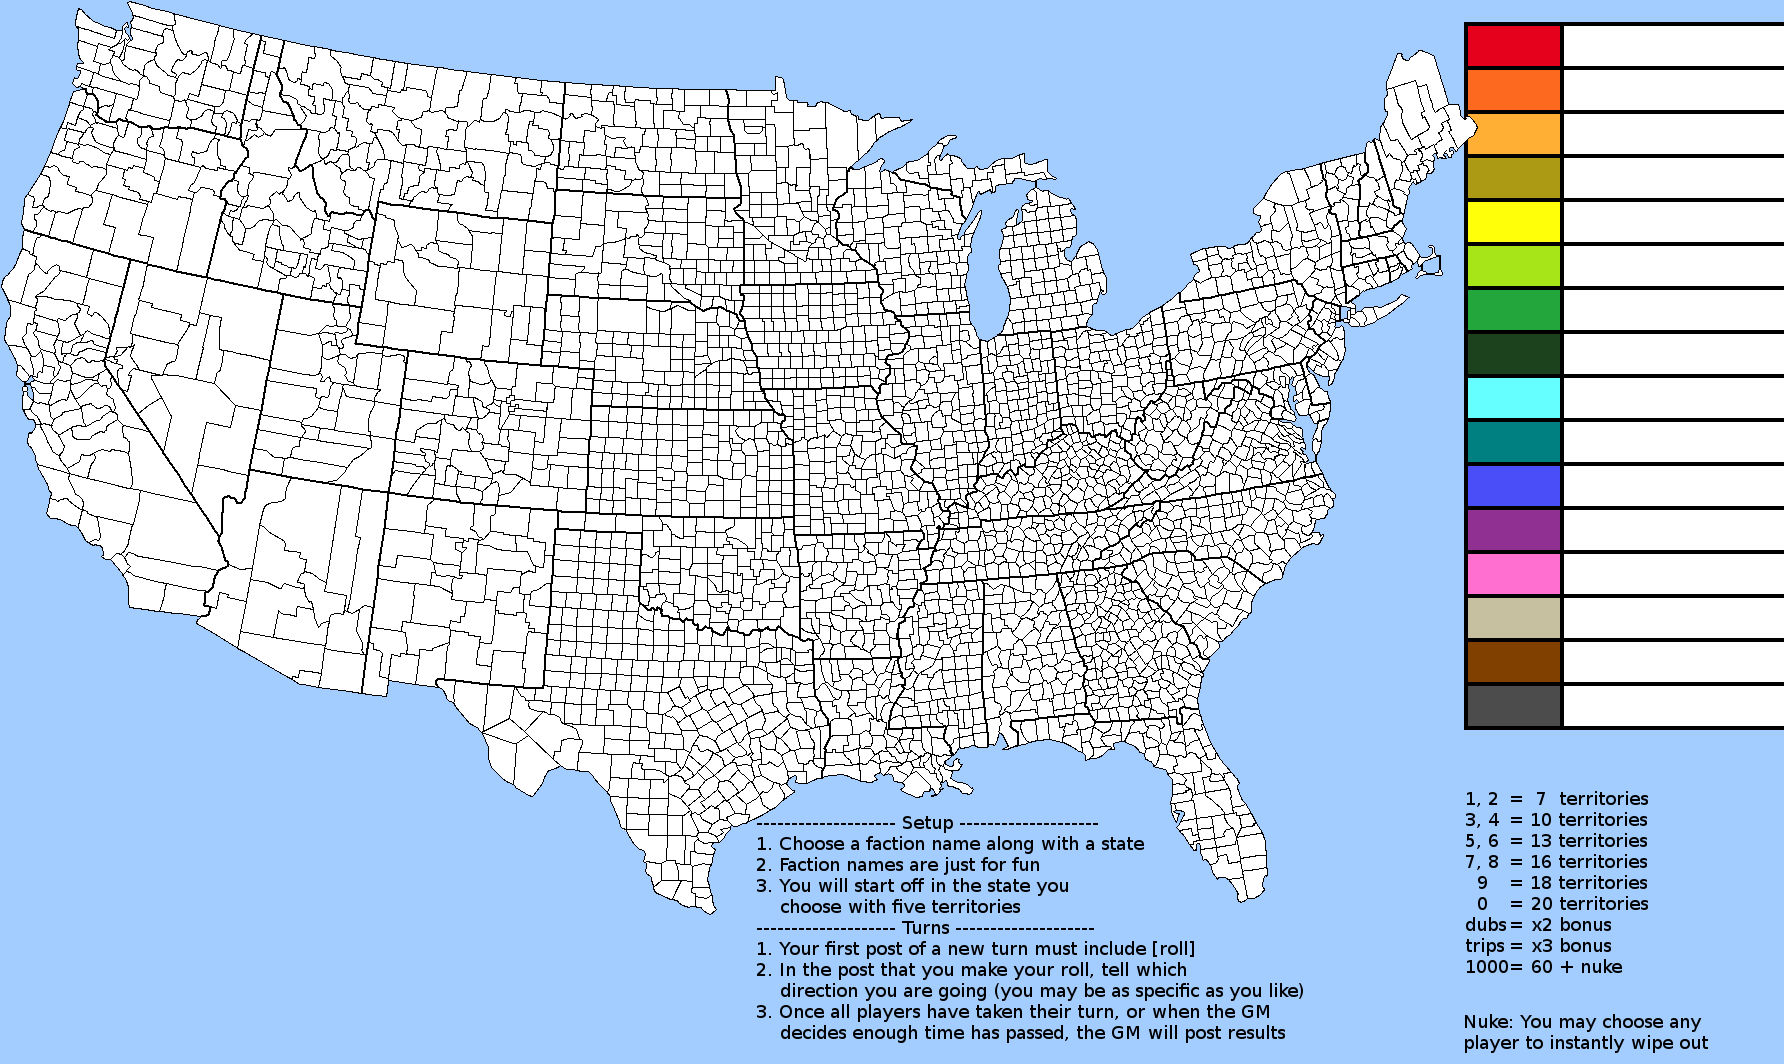 -------------------- Setup --------------------
1. Choose a faction name along with a state
2. Faction names are just for fun
3. You will start off in the state you
choose with five territories
-------------------- Turns --------------------
1. Your first post of a new turn must include [roll]
2. In the post that you make your roll, tell which
direction you are going (you may be as specific as you like)
3. Once all players have taken their turn, or when the GM
decides enough time has passed, the GM will post results
1, 2 = 7 territories
3, 4 = 10 territories
5, 6 = 13 territories
7, 8 = 16 territories
9 = 18 territories
0 = 20 territories
dubs = x2 bonus
trips = x3 bonus
1000= 60 + nuke
Nuke: You may choose any
player to instantly wipe out